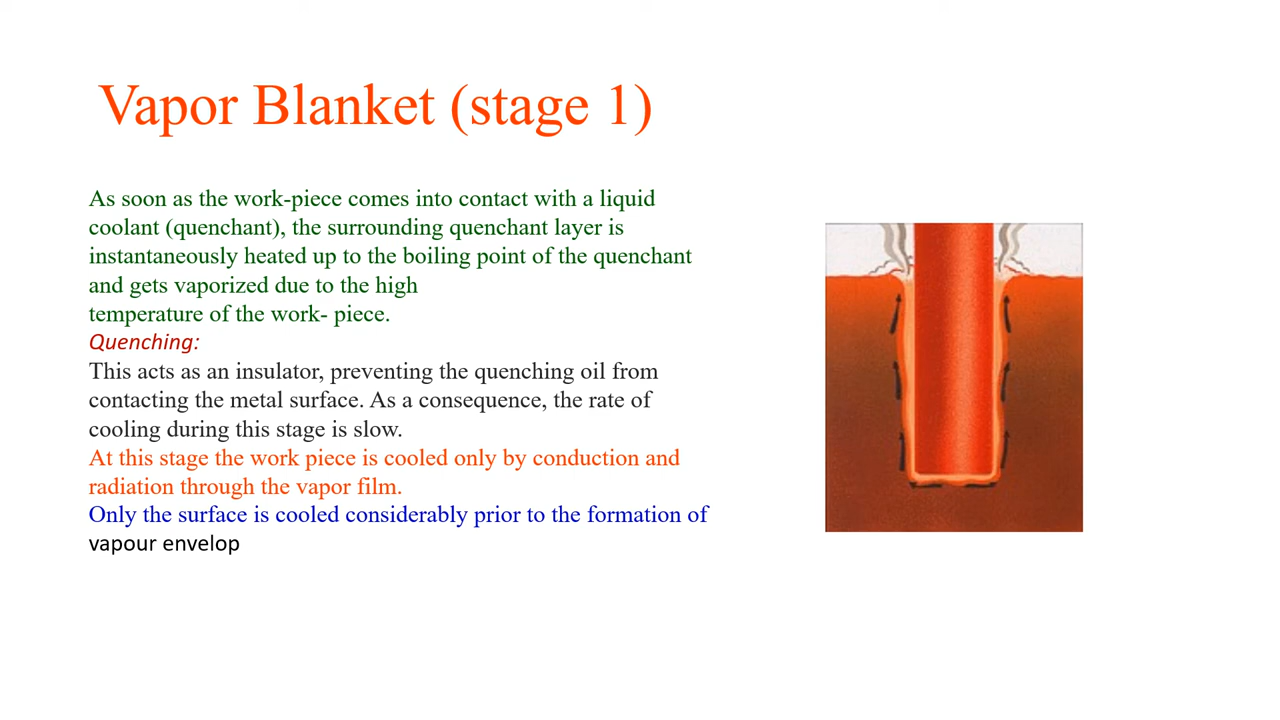 Vapor Blanket (stage 1)
As soon as the work-piece comes into contact with a liquid
coolant (quenchant), the surrounding quenchant layer is
instantaneously heated up to the boiling point of the quenchant
and gets vaporized due to the high
temperature of the work- piece.
Quenching:
This acts as an insulator, preventing the quenching oil from
contacting the metal surface. As a consequence, the rate of
cooling during this stage is slow.
At this stage the work piece is cooled only by conduction and
radiation through the vapor film.
Only the surface is cooled considerably prior to the formation of
vapour envelop